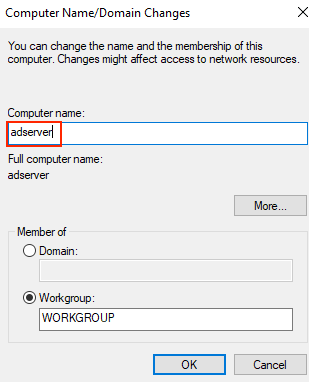 Computer Name/Domain Changes
You can change the name and the membership of this
computer. Changes might affect access to network resources.
Computer name:
adserver
Full computer name:
adserver
More...
Member of
Domain:
Workgroup:
WORKGROUP
OK Cancel